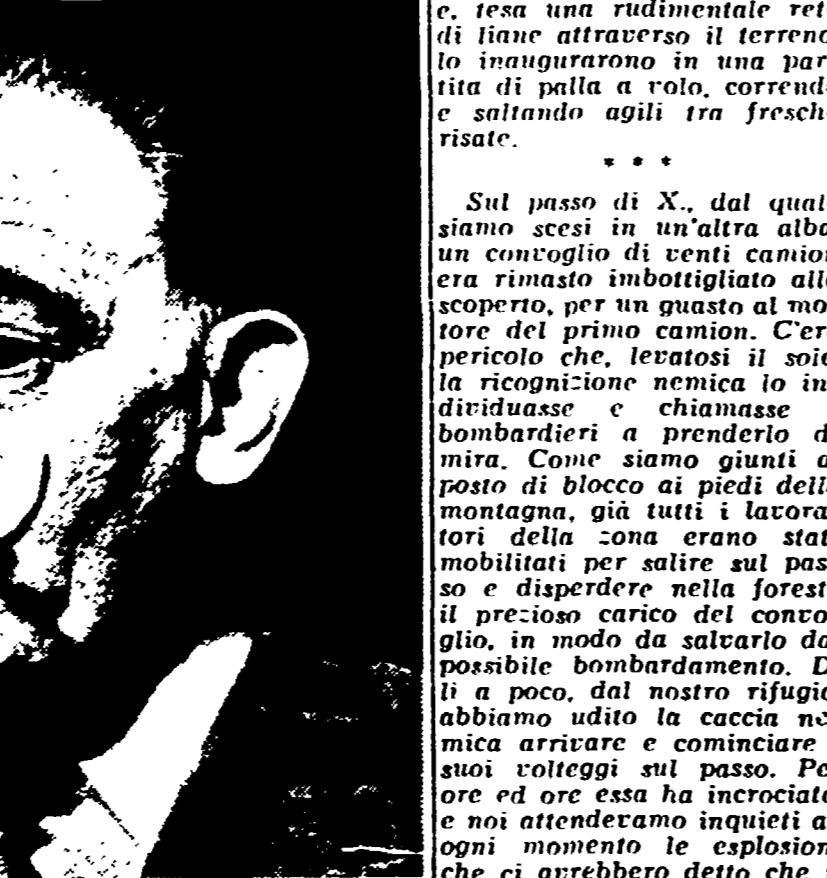 e, tesa una rudimentale ret
di liane attraverso il terreno
lo inaugurarono in una par
tita di palla a volo, corrend
e saltando agili tra fresch
risate.
* * *
Sul passo di X., dal qual
siamo scesi in un'altra alba
un convoglio di venti camion
era rimasto imbottigliato all
scoperto, per un guasto al mo
tore del primo camion. C'er
pericolo che, levatosi il sole
la ricognizione nemica lo in
dividuasse e chiamasse
bombardieri a prenderlo d
mira. Come siamo giunti a
posto di blocco ai piedi dell
montagna, già tutti i lavora
tori della zona erano stat
mobilitati per salire sul pas
so e disperdere nella forest
il prezioso carico del convo
glio, in modo da salvarlo da
possibile bombardamento. D
lì a poco, dal nostro rifugio
abbiamo udito la caccia ne
mica arrivare e cominciare
suoi volteggi sul passo. Pe
ore ed ore essa ha incrociato
e noi attendevamo inquieti a
ogni momento le esplosion
che ci avrebbero detto che